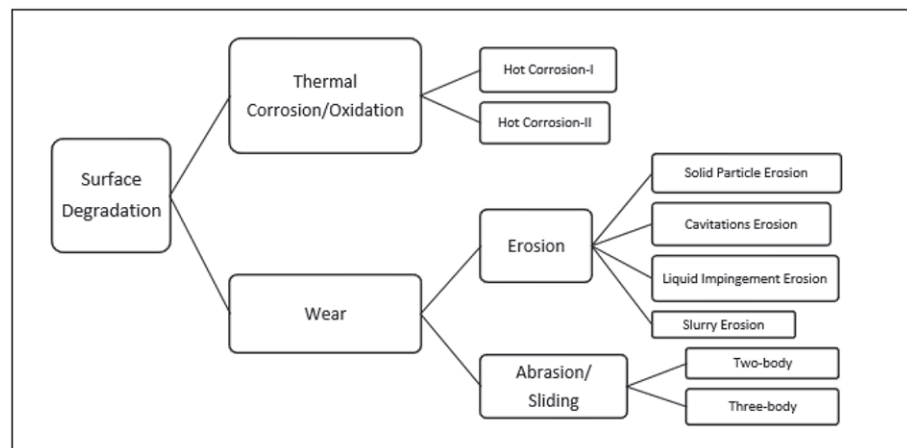 Surface
Degradation
Thermal
Corrosion/Oxidation
Hot Corrosion-I
Hot Corrosion-II
Wear
Erosion
Solid Particle Erosion
Cavitations Erosion
Liquid Impingement Erosion
Slurry Erosion
Abrasion/
Sliding
Two-body
Three-body